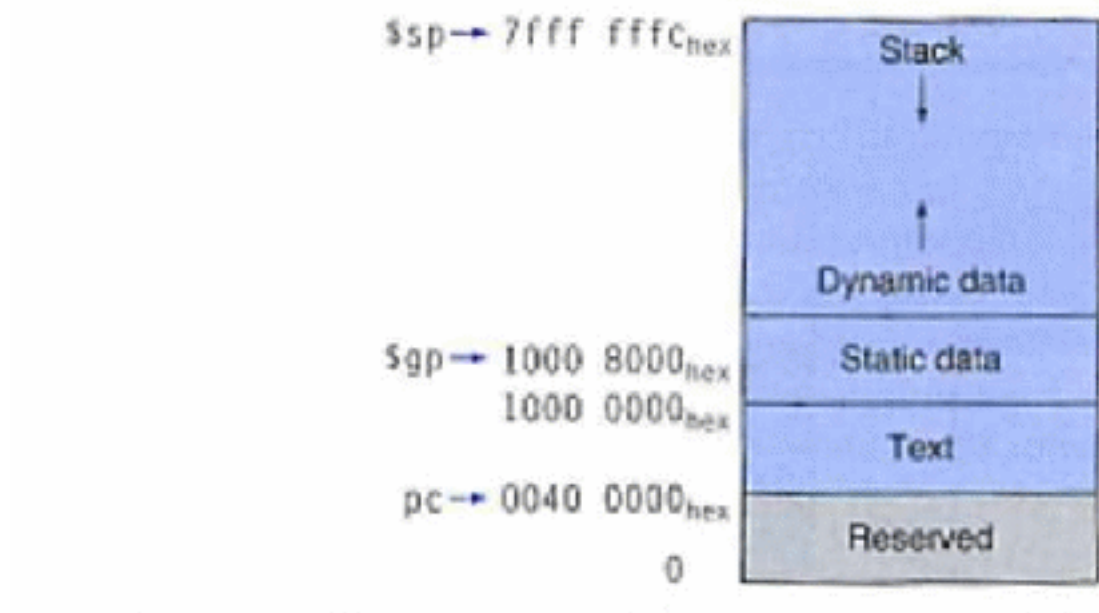 $sp→ 7fff fffc hex
Stack
Dynamic data
$gp→ 1000 8000 hex
Static data
1000 0000 hex
Text
pc→ 0040 0000 hex
Reserved
0